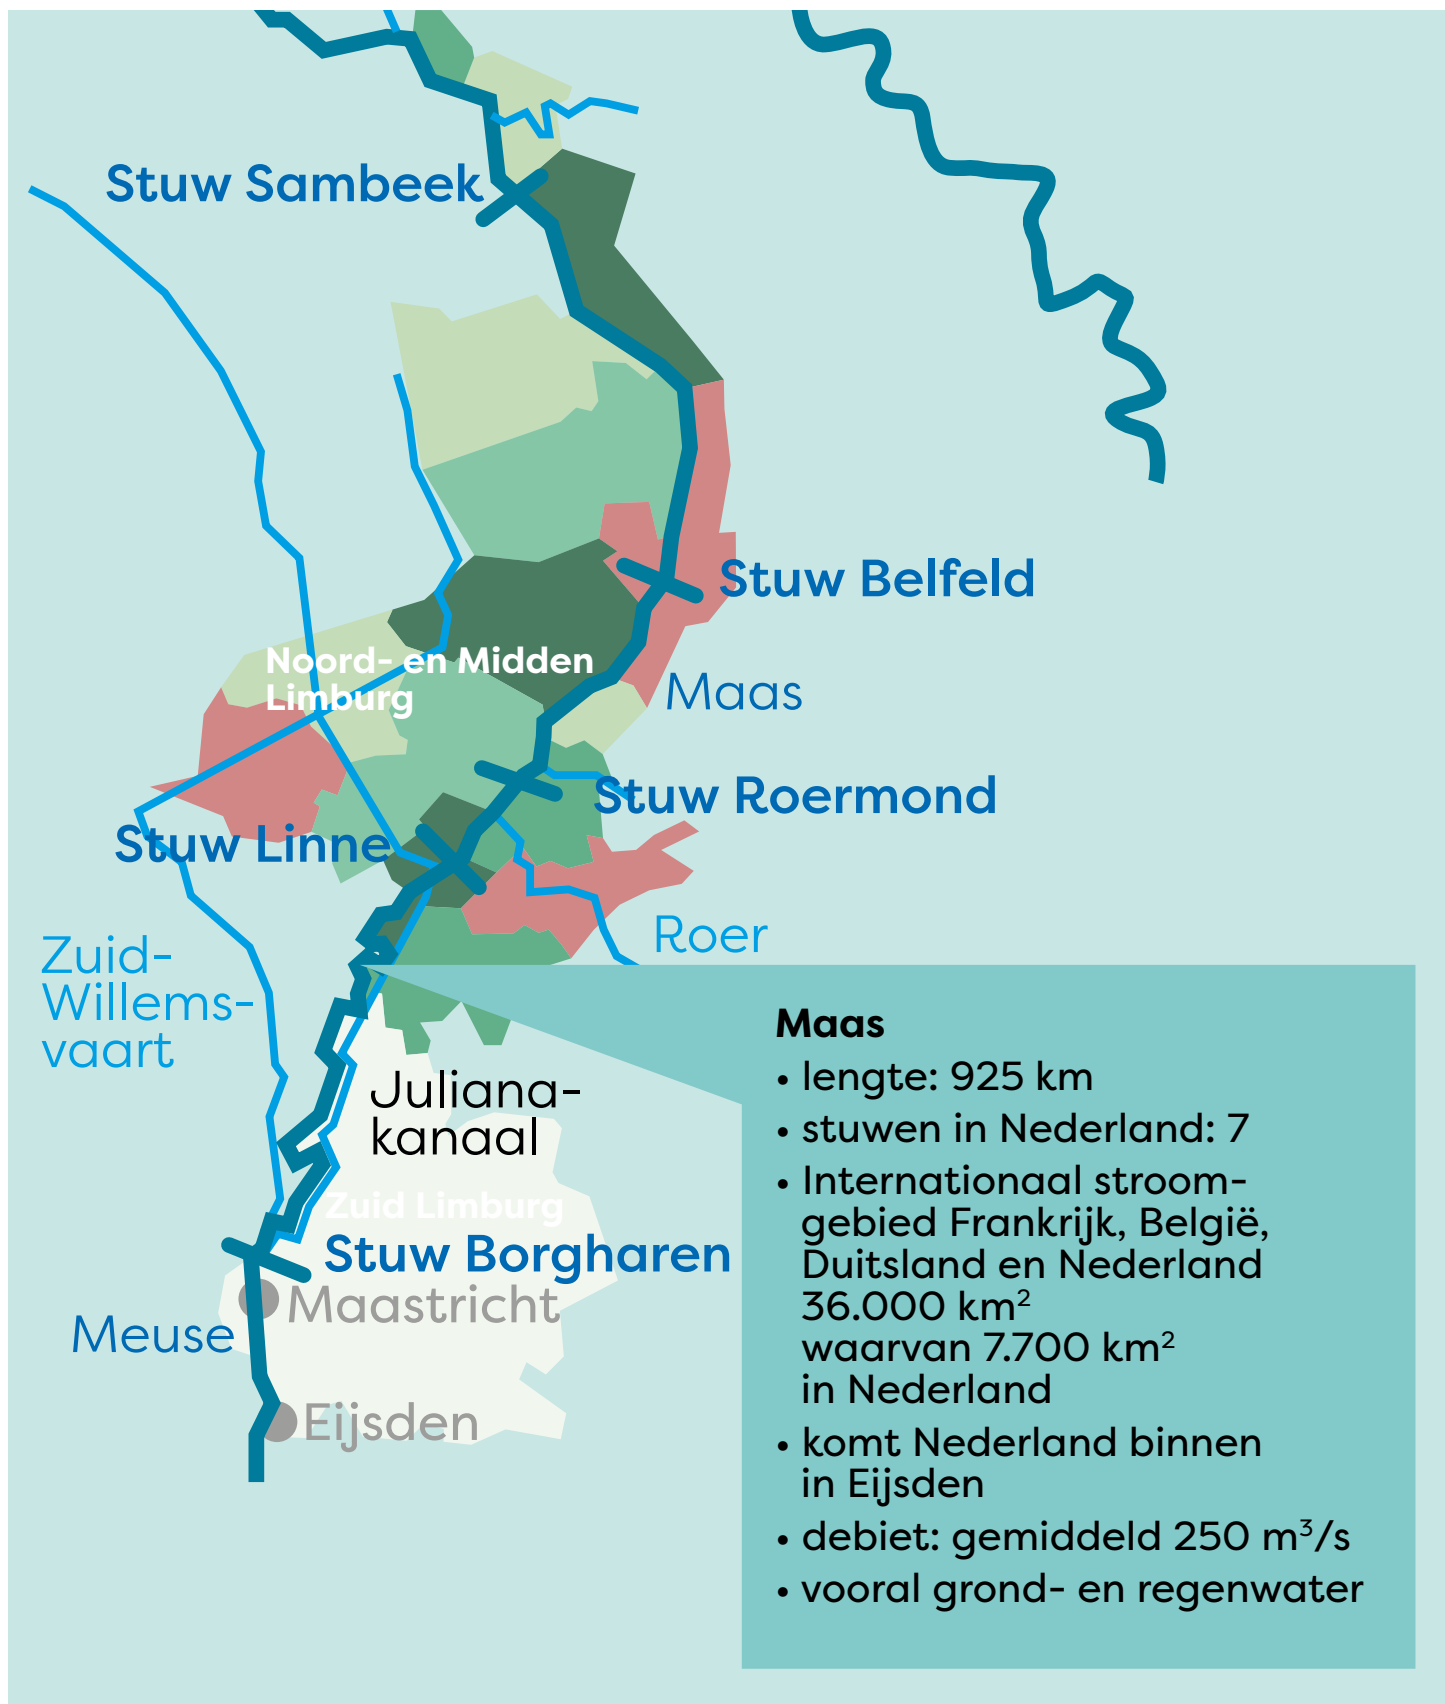 Stuw Sambeek
Stuw Belfeld
Noord- en Midden
Limburg
Maas
Stuw Roermond
Stuw Linne
Roer
Zuid-
Willems-
vaart
Juliana-
kanaal
Zuid Limburg
Stuw Borgharen
Maastricht
Meuse
Eijsden
Maas
• lengte: 925 km
• stuwen in Nederland: 7
• Internationaal stroom-
gebied Frankrijk, België,
Duitsland en Nederland
36.000 km²
waarvan 7.700 km²
in Nederland
• komt Nederland binnen
in Eijsden
• debiet: gemiddeld 250 m³/s
• vooral grond- en regenwater